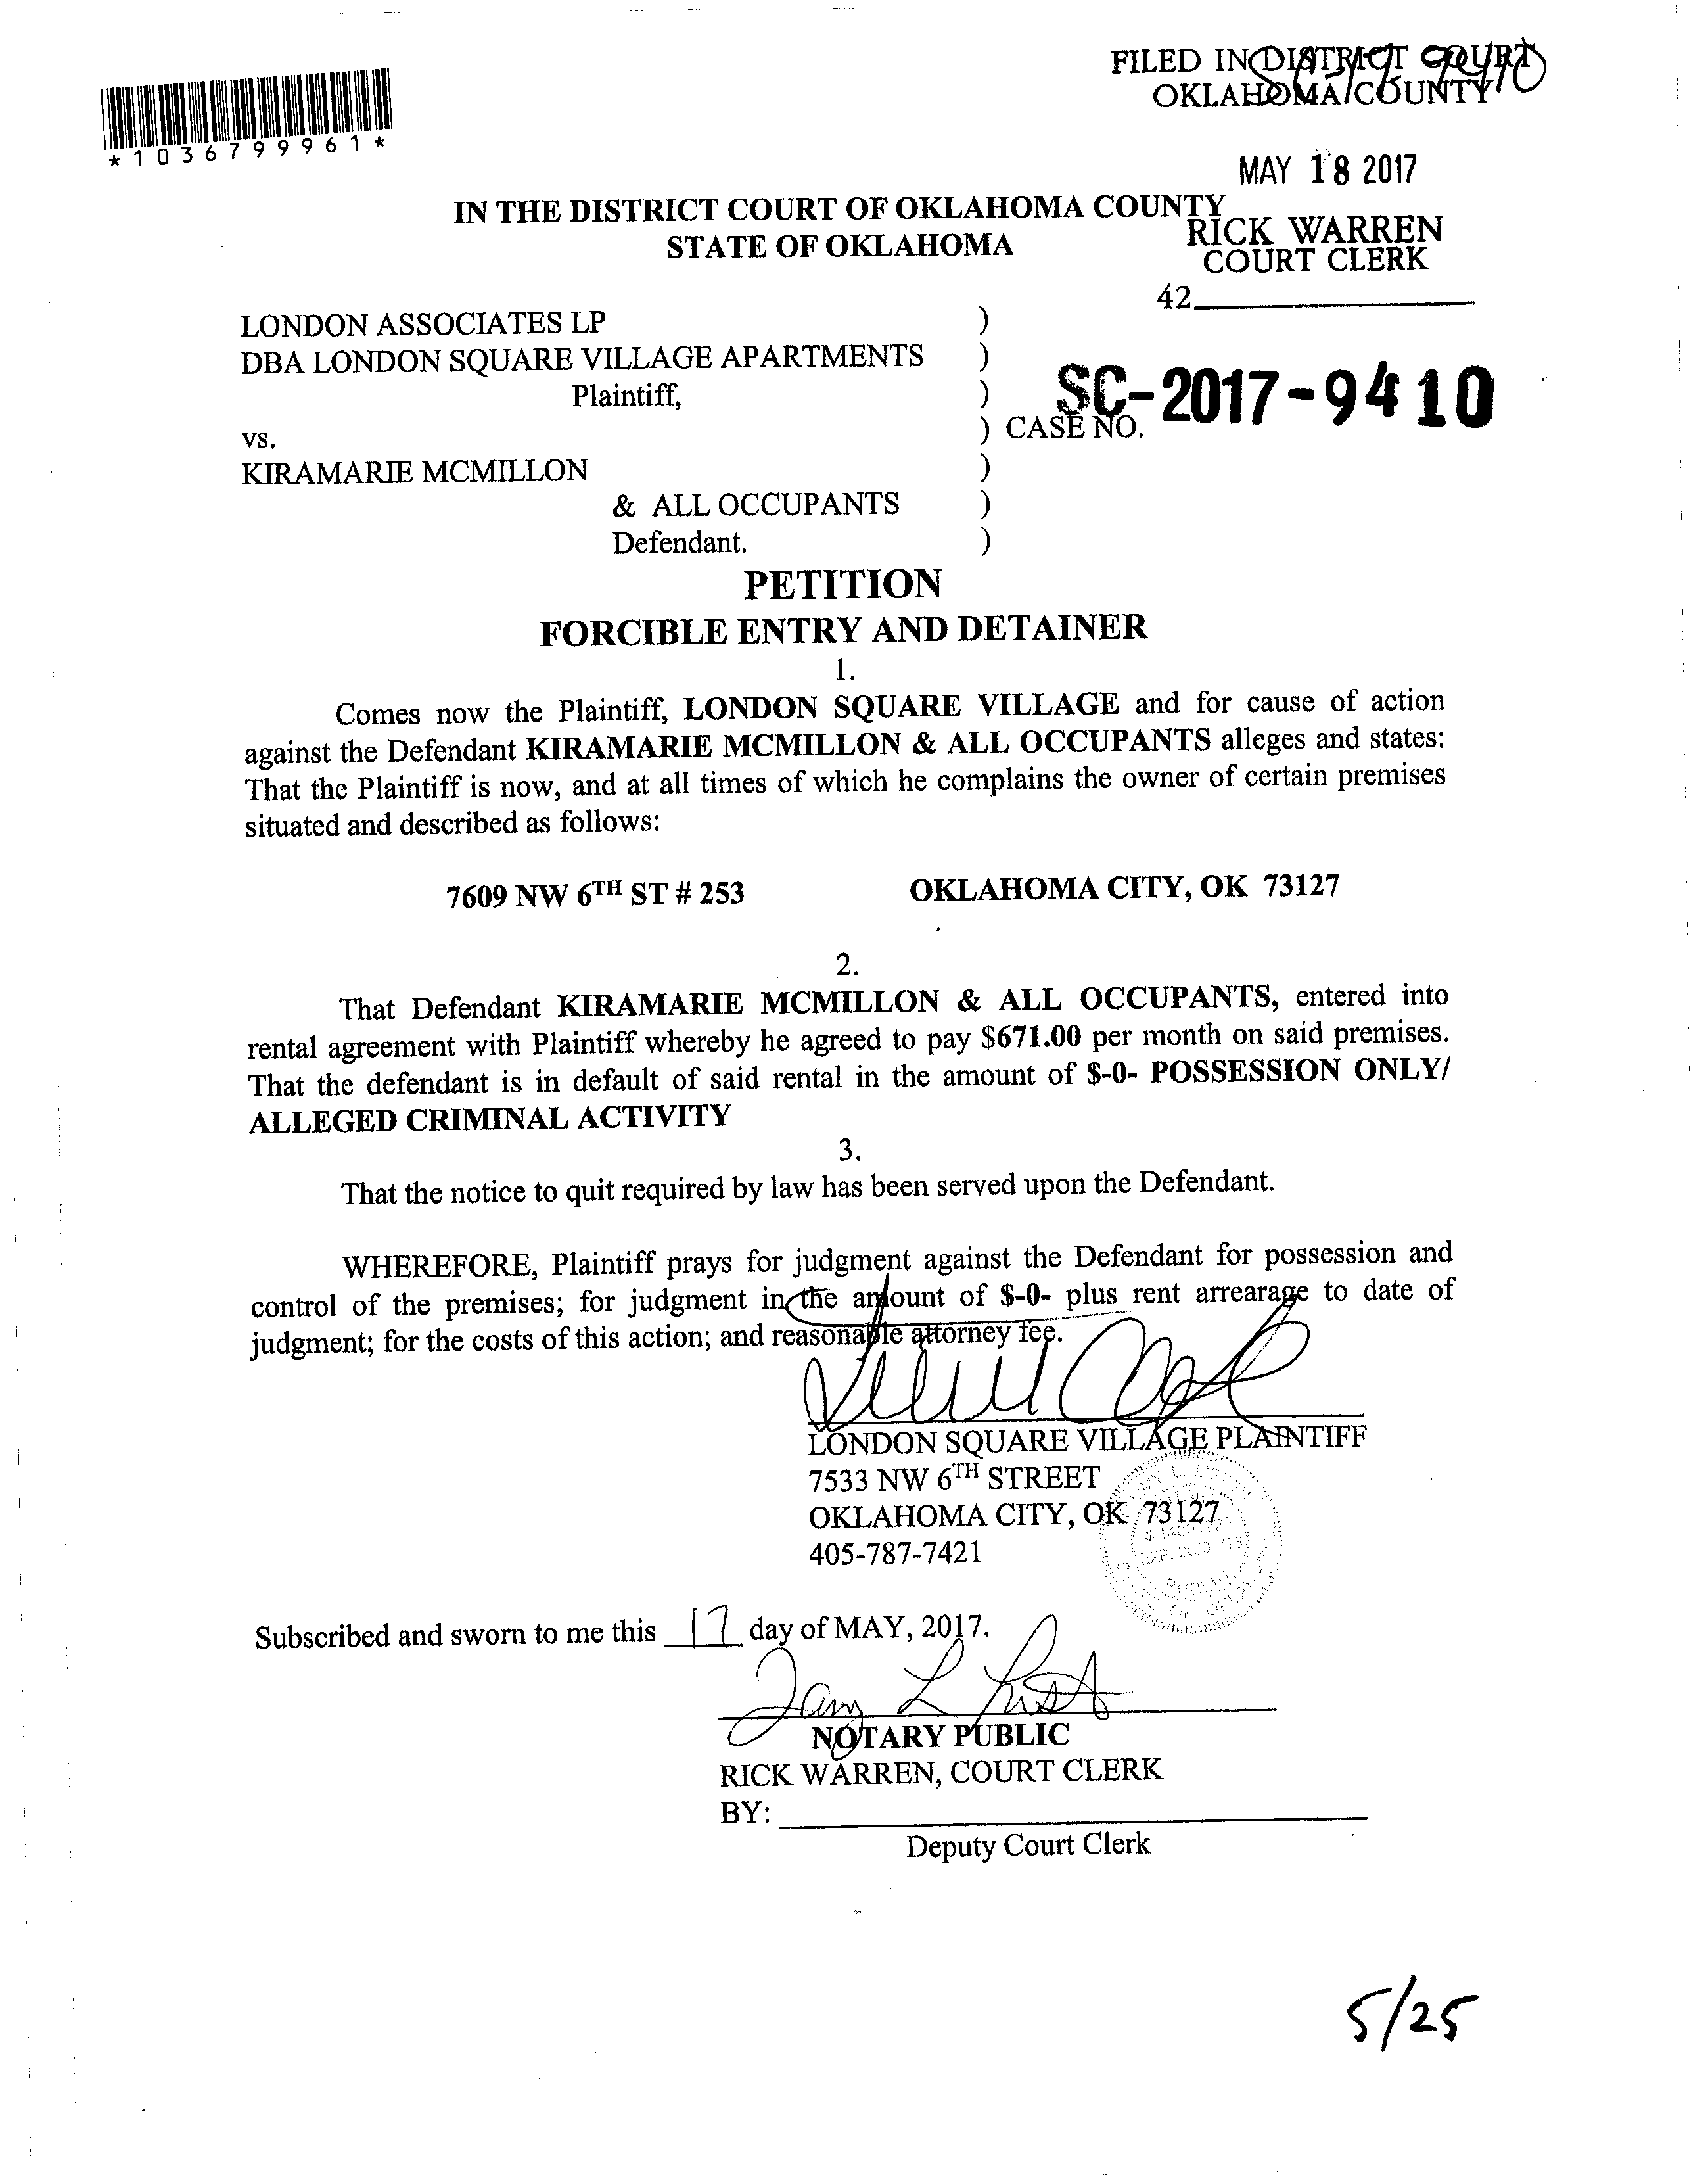 FILED IN DISTRICT COURT
OKLAHOMA COUNTY
*1036799961*
MAY 18 2017
IN THE DISTRICT COURT OF OKLAHOMA COUNTY
STATE OF OKLAHOMA
RICK WARREN
COURT CLERK
42
LONDON ASSOCIATES LP )
DBA LONDON SQUARE VILLAGE APARTMENTS )
Plaintiff, )
vs. ) CASE NO. SC-2017-9410
KIRAMARIE MCMILLON )
& ALL OCCUPANTS )
Defendant. )
PETITION
FORCIBLE ENTRY AND DETAINER
1.
Comes now the Plaintiff, LONDON SQUARE VILLAGE and for cause of action
against the Defendant KIRAMARIE MCMILLON & ALL OCCUPANTS alleges and states:
That the Plaintiff is now, and at all times of which he complains the owner of certain premises
situated and described as follows:
7609 NW 6TH ST # 253 OKLAHOMA CITY, OK 73127
2.
That Defendant KIRAMARIE MCMILLON & ALL OCCUPANTS, entered into
rental agreement with Plaintiff whereby he agreed to pay $671.00 per month on said premises.
That the defendant is in default of said rental in the amount of $-0- POSSESSION ONLY/
ALLEGED CRIMINAL ACTIVITY
3.
That the notice to quit required by law has been served upon the Defendant.
WHEREFORE, Plaintiff prays for judgment against the Defendant for possession and
control of the premises; for judgment in the amount of $-0- plus rent arrearage to date of
judgment; for the costs of this action; and reasonable attorney fee.
LONDON SQUARE VILLAGE PLAINTIFF
7533 NW 6TH STREET
OKLAHOMA CITY, OK 73127
405-787-7421
Subscribed and sworn to me this 17 day of MAY, 2017.
NOTARY PUBLIC
RICK WARREN, COURT CLERK
BY:
Deputy Court Clerk
5/25